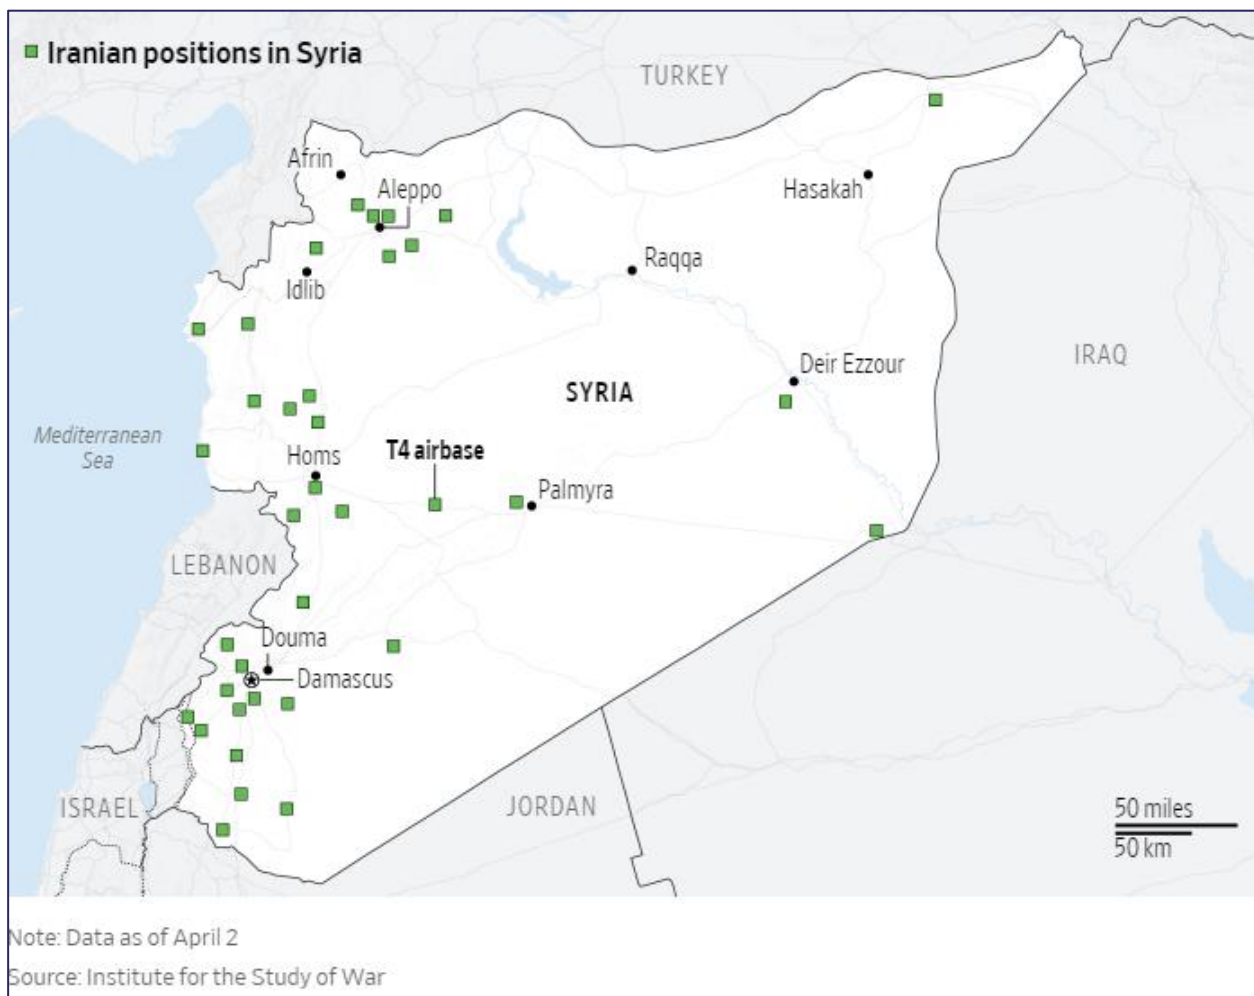 Iranian positions in Syria
TURKEY
Afrin
Aleppo
Hasakah
Idlib
Raqqa
Deir Ezzour
IRAQ
SYRIA
Mediterranean
Sea
Homs
T4 airbase
Palmyra
LEBANON
Douma
Damascus
ISRAEL
JORDAN
50 miles
50 km
Note: Data as of April 2
Source: Institute for the Study of War